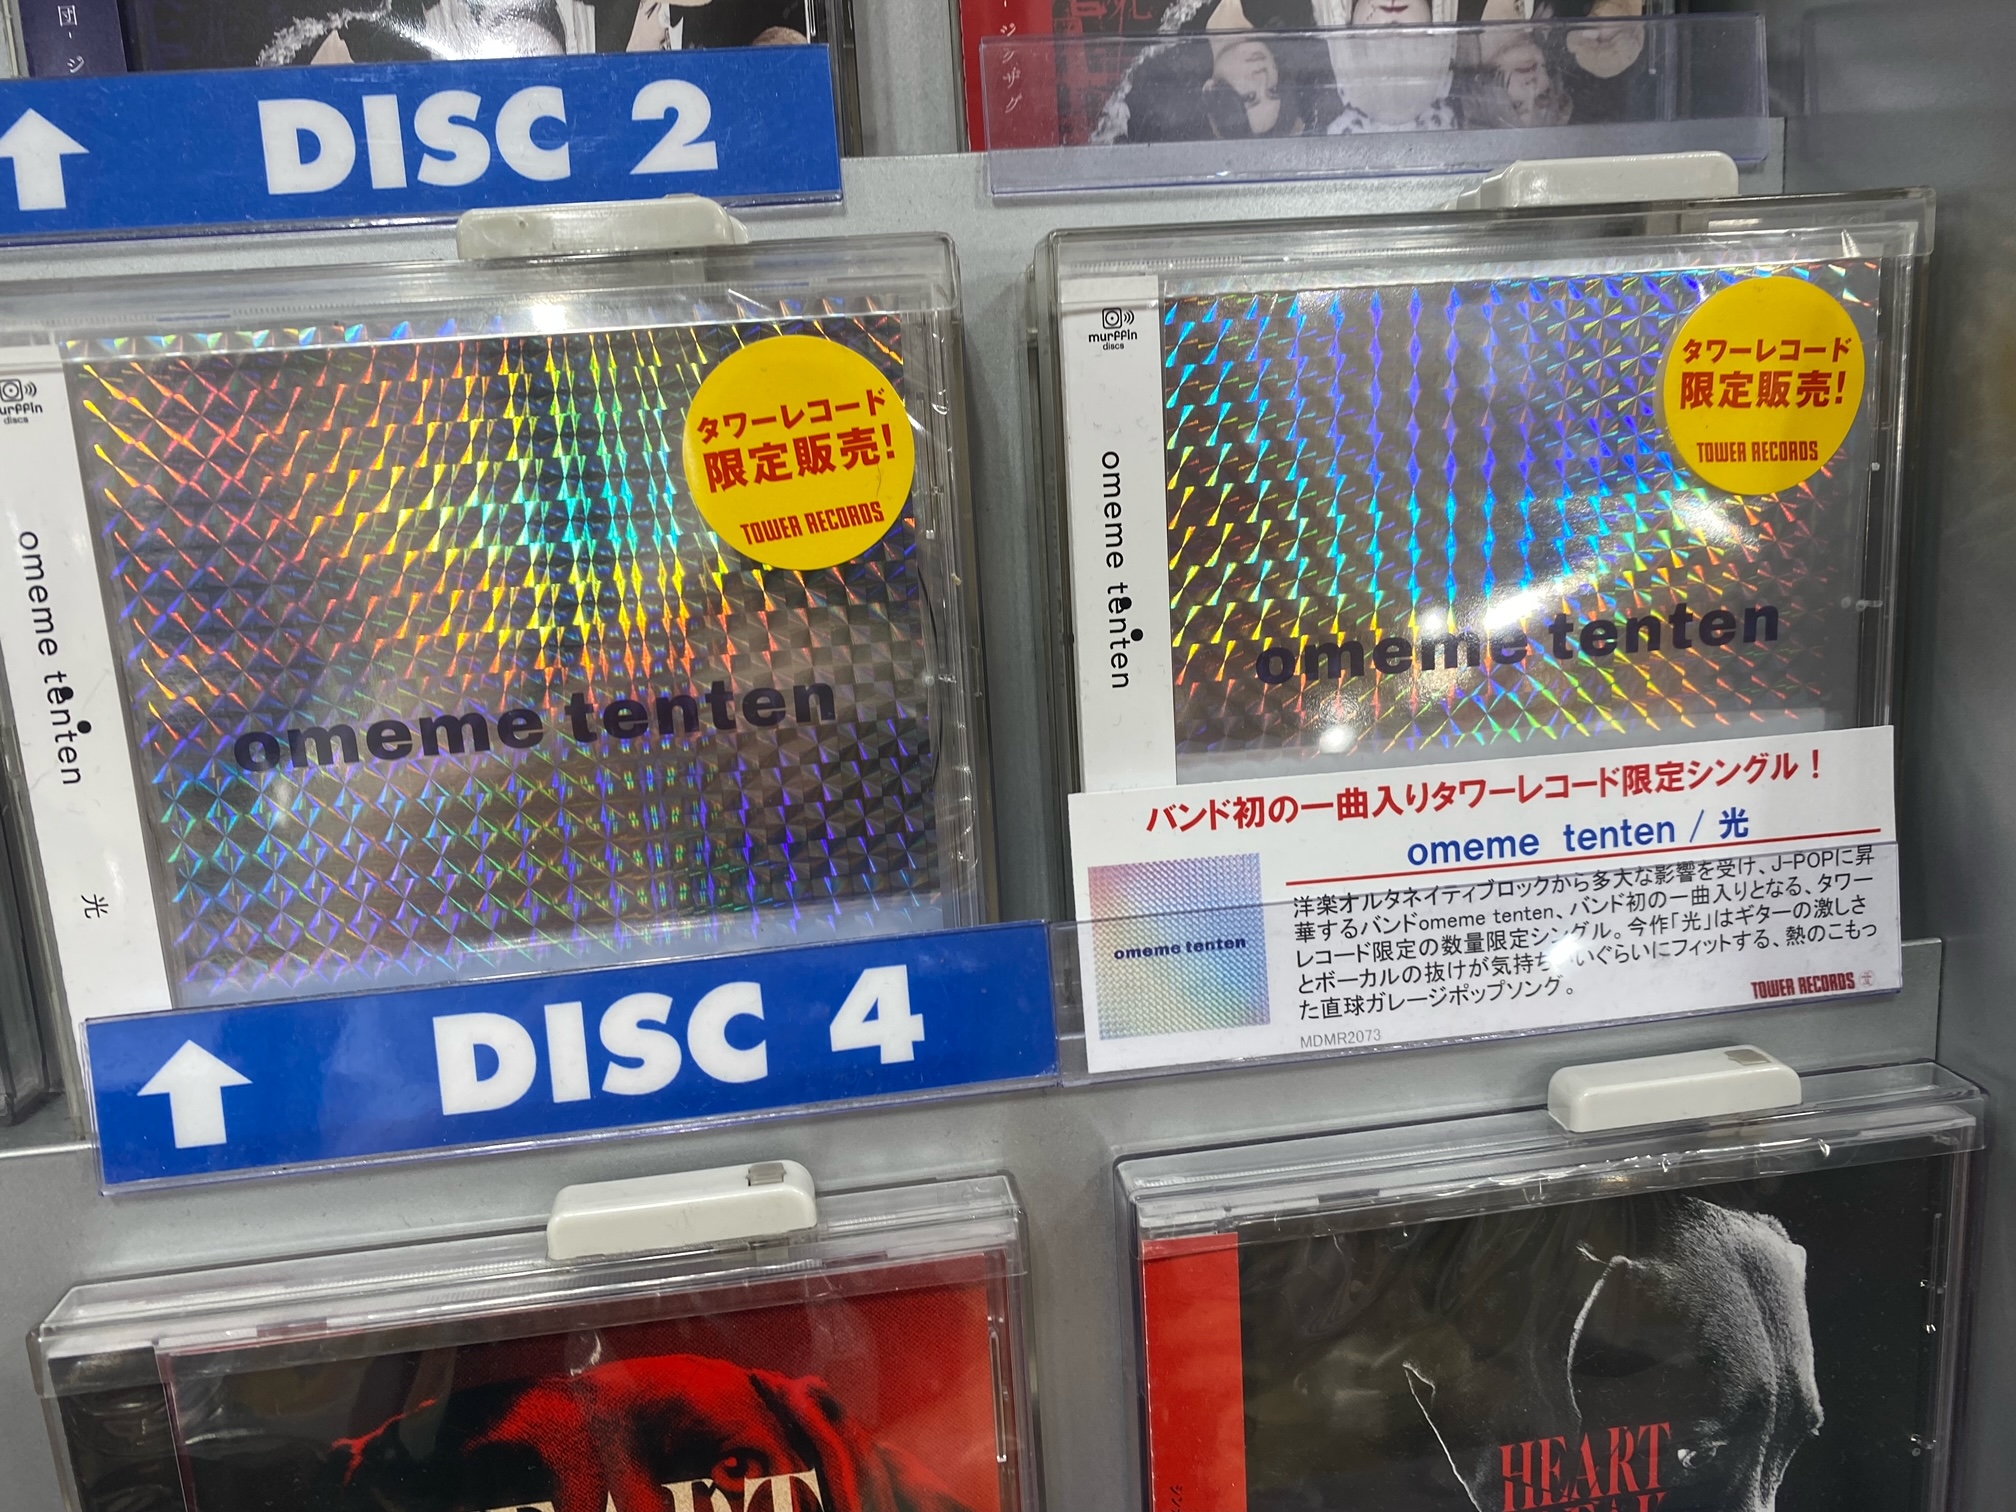 団・ジ
ジグザグ
DISC 2
murffin
discs
タワーレコード
限定販売!
TOWER RECORDS
omeme tenten
omeme tenten
光
murffin
discs
タワーレコード
限定販売!
TOWER RECORDS
omeme tenten
omeme tenten
バンド初の一曲入りタワーレコード限定シングル!
omeme tenten / 光
洋楽オルタネイティブロックから多大な影響を受け、J-POPに昇
華するバンドomeme tenten、バンド初の一曲入りとなる、タワー
レコード限定の数量限定シングル。今作「光」はギターの激しさ
とボーカルの抜けが気持ち いぐらいにフィットする、熱のこもっ
た直球ガレージポップソング。
omeme tenten
TOWER RECORDS
MDMR2073
DISC 4
HEART